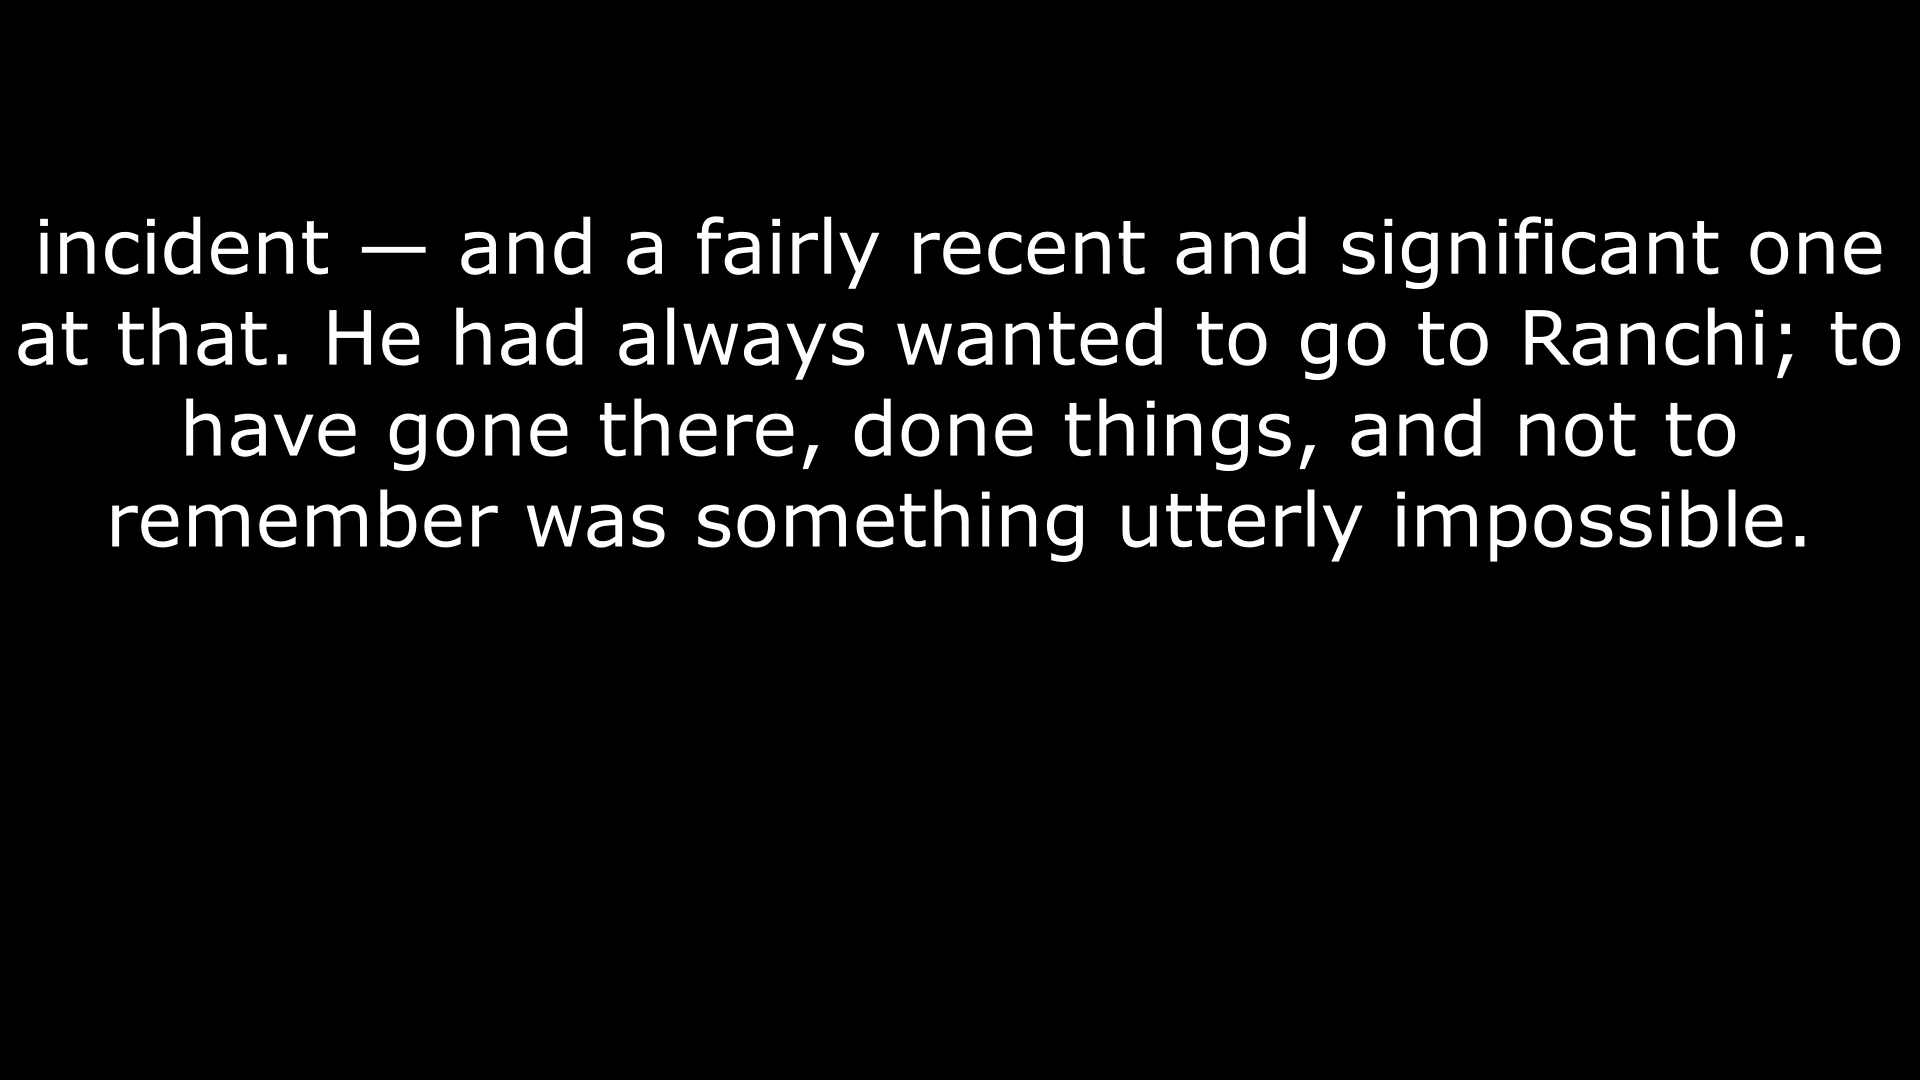 incident — and a fairly recent and significant one
at that. He had always wanted to go to Ranchi; to
have gone there, done things, and not to
remember was something utterly impossible.